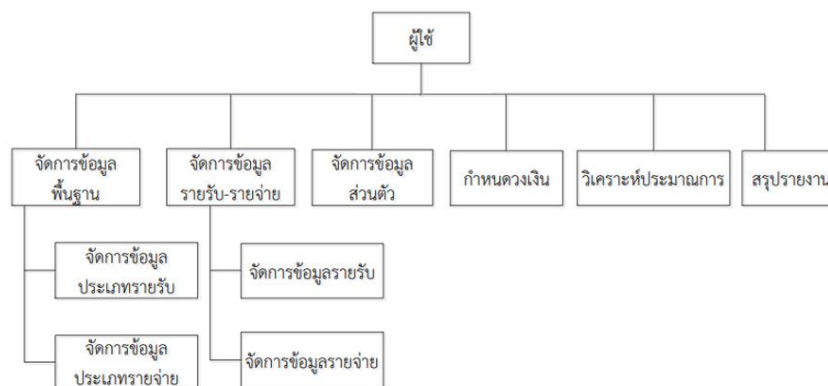 ผู้ใช้
จัดการข้อมูล
พื้นฐาน
จัดการข้อมูล
รายรับ-รายจ่าย
จัดการข้อมูล
ส่วนตัว
กำหนดวงเงิน
วิเคราะห์ประมาณการ
สรุปรายงาน
จัดการข้อมูล
ประเภทรายรับ
จัดการข้อมูลรายรับ
จัดการข้อมูล
ประเภทรายจ่าย
จัดการข้อมูลรายจ่าย